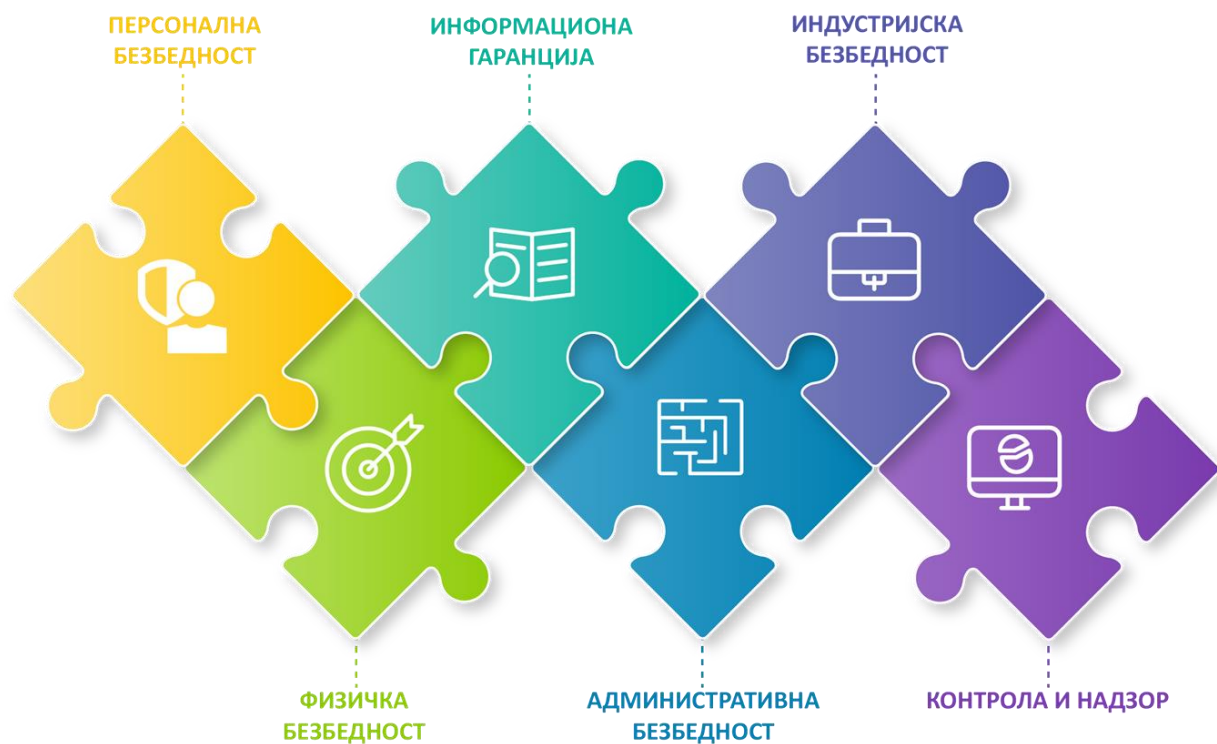 ПЕРСОНАЛНА
БЕЗБЕДНОСТ
ИНФОРМАЦИОНА
ГАРАНЦИЈА
ИНДУСТРИЈСКА
БЕЗБЕДНОСТ
ФИЗИЧКА
БЕЗБЕДНОСТ
АДМИНИСТРАТИВНА
БЕЗБЕДНОСТ
КОНТРОЛА И НАДЗОР